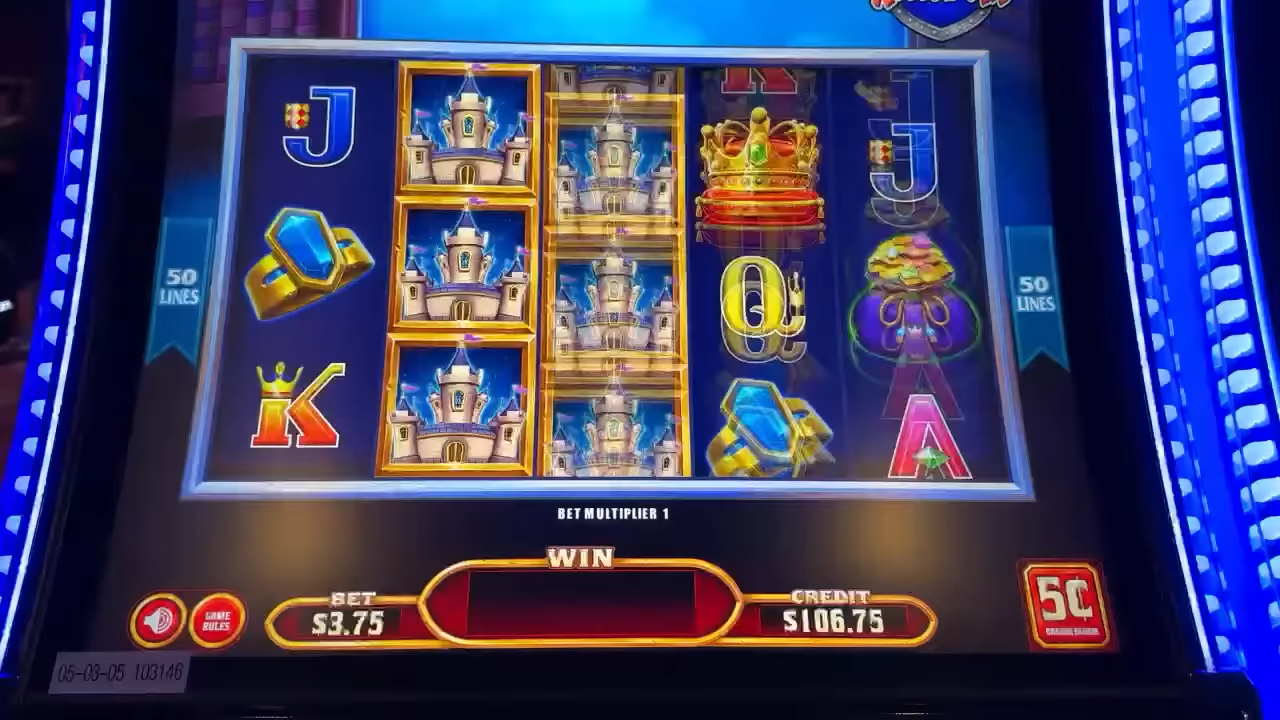 K
J
J
J
50
LINES
50
LINES
Q
K
A
A
BET MULTIPLIER 1
WIN
BET
$3.75
CREDIT
$106.75
GAME
RULES
5¢
05-03-05 103146